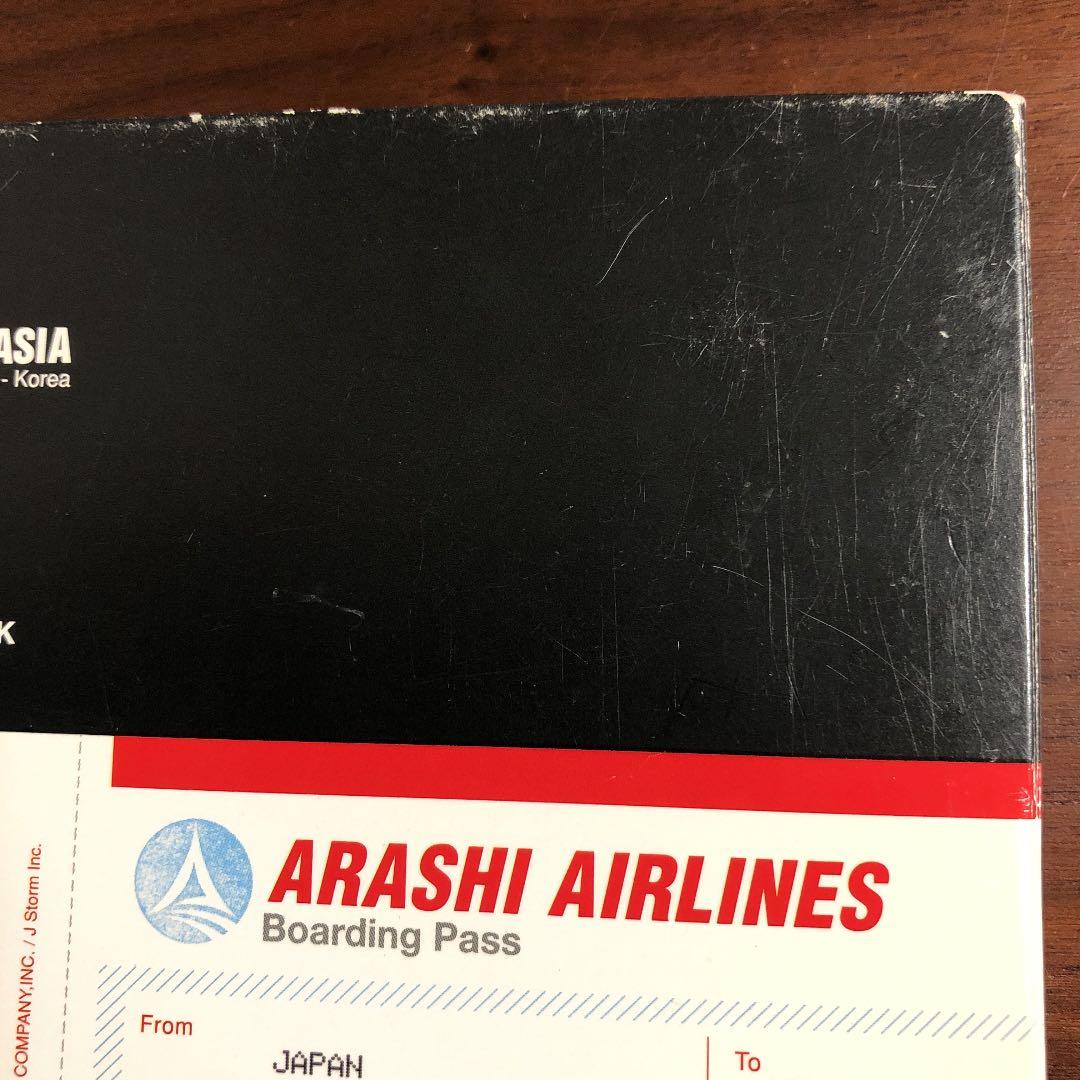 ASIA
- Korea
K
COMPANY,INC. / J Storm Inc.
ARASHI AIRLINES
Boarding Pass
From
JAPAN
To